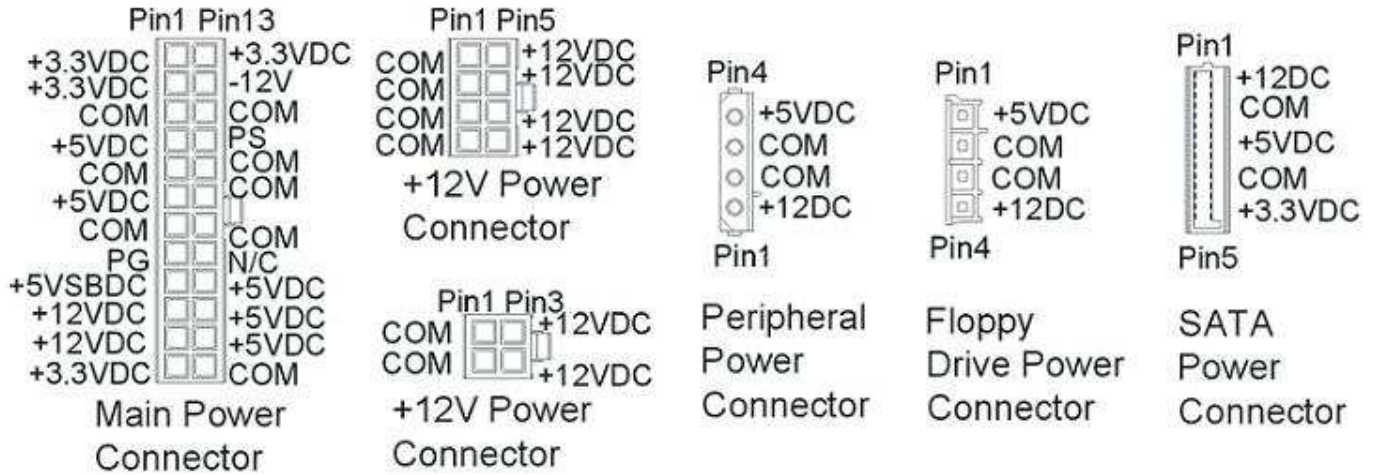 Pin1 Pin13
+3.3VDC +3.3VDC
+3.3VDC -12V
COM COM
+5VDC PS
COM COM
+5VDC COM
COM COM
PG N/C
+5VSBDC +5VDC
+12VDC +5VDC
+12VDC +5VDC
+3.3VDC COM
Main Power
Connector
Pin1 Pin5
COM +12VDC
COM +12VDC
COM +12VDC
COM +12VDC
+12V Power
Connector
Pin1 Pin3
COM +12VDC
COM +12VDC
+12V Power
Connector
Pin4
+5VDC
COM
COM
+12DC
Pin1
Peripheral
Power
Connector
Pin1
+5VDC
COM
COM
+12DC
Pin4
Floppy
Drive Power
Connector
Pin1
+12DC
COM
+5VDC
COM
+3.3VDC
Pin5
SATA
Power
Connector